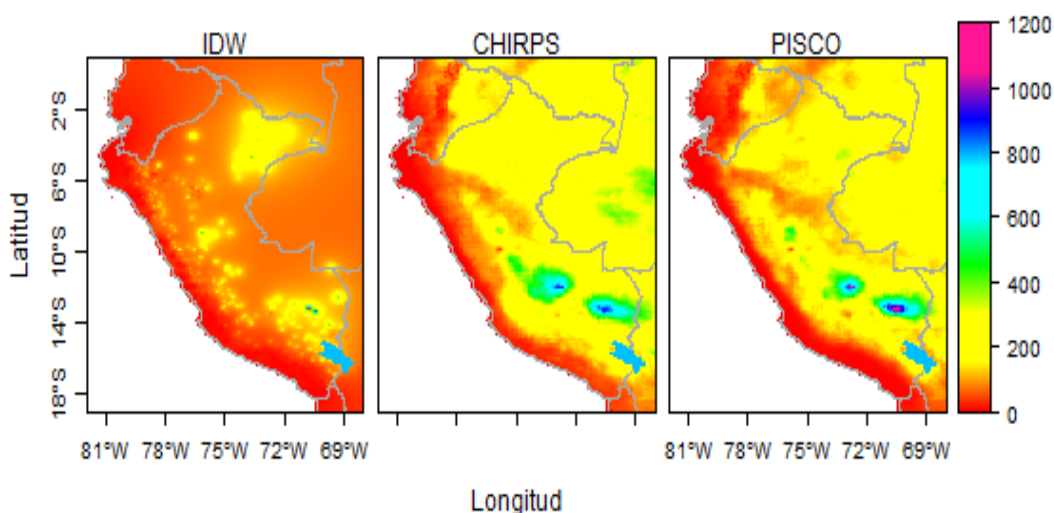 IDW CHIRPS PISCO
1200
1000
800
600
400
200
0
Latitud
2°S
6°S
10°S
14°S
18°S
81°W 78°W 75°W 72°W 69°W 81°W 78°W 75°W 72°W 69°W
Longitud